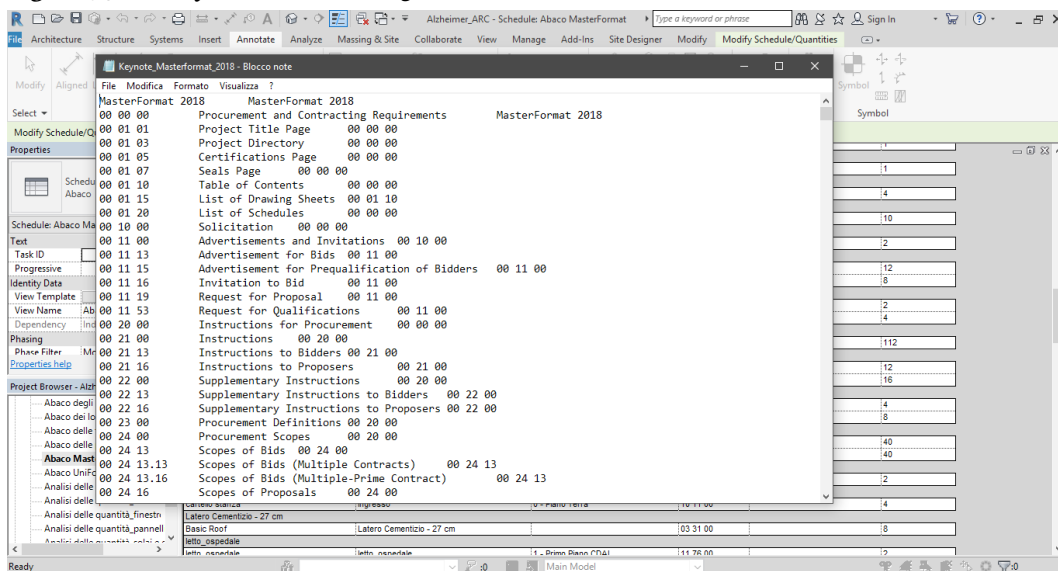 Alzheimer_ARC - Schedule: Abaco MasterFormat
Type a keyword or phrase
Sign In
File Architecture Structure Systems Insert Annotate Analyze Massing & Site Collaborate View Manage Add-Ins Site Designer Modify Modify Schedule/Quantities
Modify Aligned
Symbol
Select
Symbol
Modify Schedule/Qu
Properties
Schedu
Abaco
Schedule: Abaco Ma
Text
Task ID
Progressive
Identity Data
View Template
View Name Ab
Dependency Ind
Phasing
Phase Filter Mo
Properties help
Project Browser - Alzh
Abaco degli
Abaco dei lo
Abaco delle
Abaco delle
Abaco Mast
Abaco UniFo
Analisi delle
Analisi delle
Analisi delle quantità_finestre
Analisi delle quantità_pannell
Keynote_Masterformat_2018 - Blocco note
File Modifica Formato Visualizza ?
MasterFormat 2018 MasterFormat 2018
00 00 00 Procurement and Contracting Requirements MasterFormat 2018
00 01 01 Project Title Page 00 00 00
00 01 03 Project Directory 00 00 00
00 01 05 Certifications Page 00 00 00
00 01 07 Seals Page 00 00 00
00 01 10 Table of Contents 00 00 00
00 01 15 List of Drawing Sheets 00 01 10
00 01 20 List of Schedules 00 00 00
00 10 00 Solicitation 00 00 00
00 11 00 Advertisements and Invitations 00 10 00
00 11 13 Advertisement for Bids 00 11 00
00 11 15 Advertisement for Prequalification of Bidders 00 11 00
00 11 16 Invitation to Bid 00 11 00
00 11 19 Request for Proposal 00 11 00
00 11 53 Request for Qualifications 00 11 00
00 20 00 Instructions for Procurement 00 00 00
00 21 00 Instructions 00 20 00
00 21 13 Instructions to Bidders 00 21 00
00 21 16 Instructions to Proposers 00 21 00
00 22 00 Supplementary Instructions 00 20 00
00 22 13 Supplementary Instructions to Bidders 00 22 00
00 22 16 Supplementary Instructions to Proposers 00 22 00
00 23 00 Procurement Definitions 00 20 00
00 24 00 Procurement Scopes 00 20 00
00 24 13 Scopes of Bids 00 24 00
00 24 13.13 Scopes of Bids (Multiple Contracts) 00 24 13
00 24 13.16 Scopes of Bids (Multiple-Prime Contract) 00 24 13
00 24 16 Scopes of Proposals 00 24 00
1
4
10
2
12
8
2
4
112
12
16
4
8
40
40
2
4
Latero Cementizio - 27 cm
Basic Roof Latero Cementizio - 27 cm 03 31 00 8
letto_ospedale
letto_ospedale letto_ospedale 1 - Primo Piano CDAI 11 76 00 2
Ready
:0
Main Model
:0